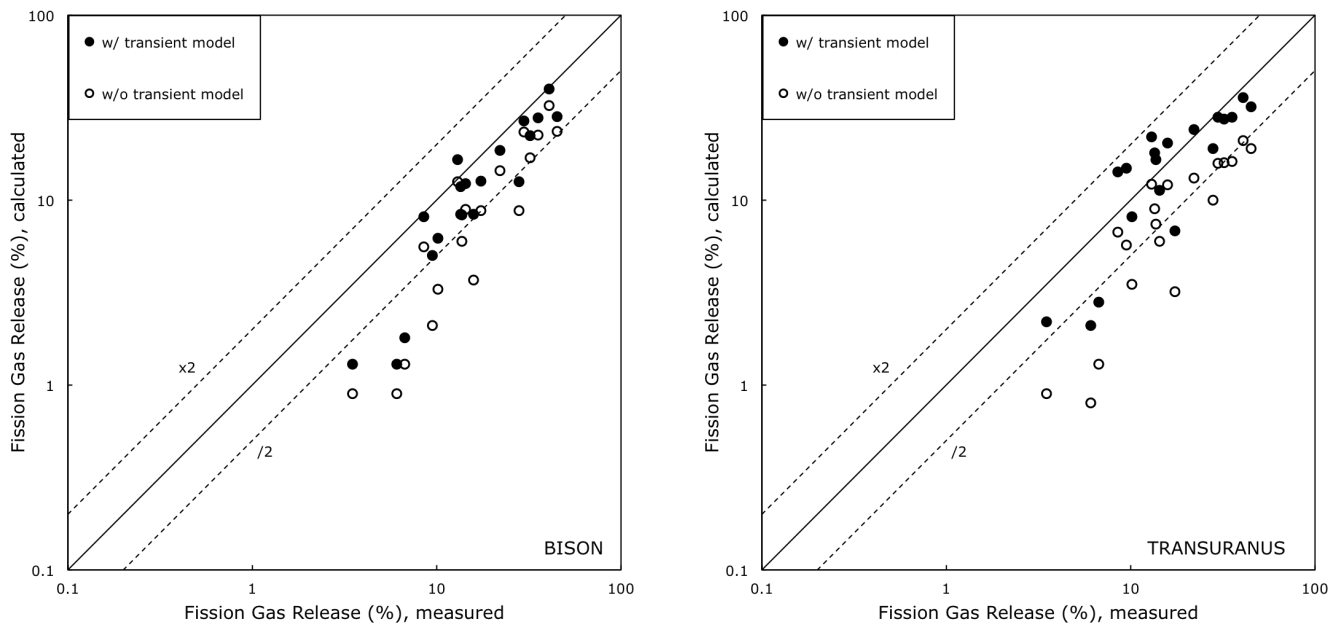 100
w/ transient model
w/o transient model
10
1
0.1
Fission Gas Release (%), calculated
x2
/2
BISON
0.1
1
10
100
Fission Gas Release (%), measured
100
w/ transient model
w/o transient model
10
1
0.1
Fission Gas Release (%), calculated
x2
/2
TRANSURANUS
0.1
1
10
100
Fission Gas Release (%), measured